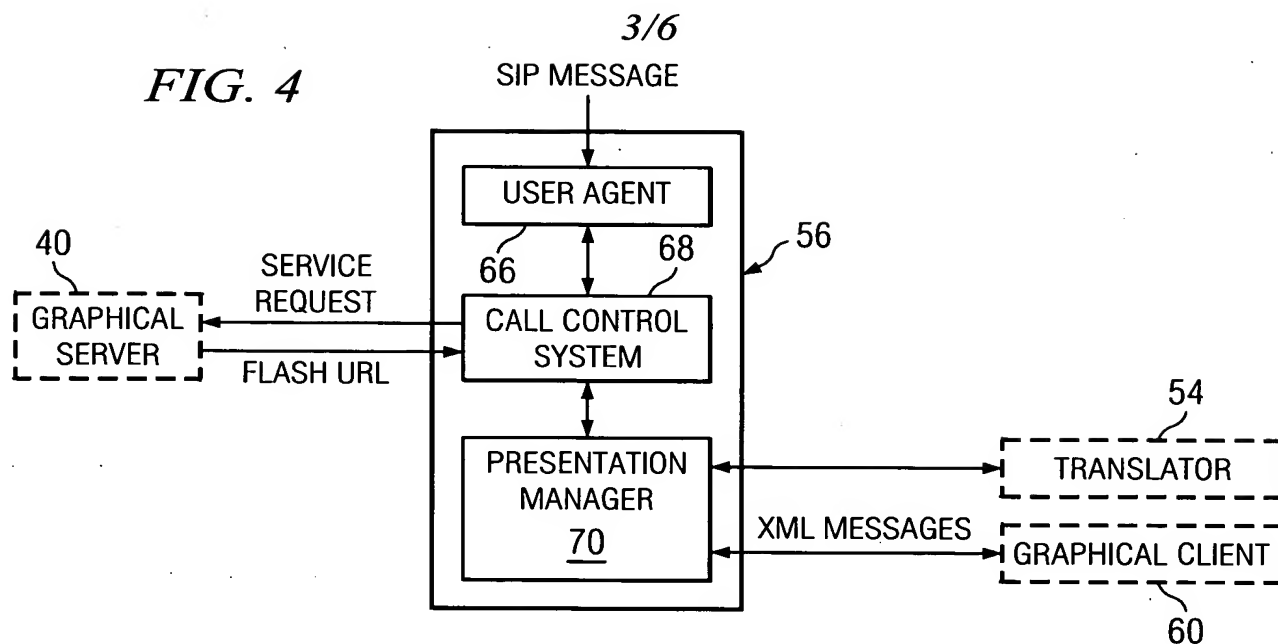 3/6
FIG. 4
SIP MESSAGE
USER AGENT
66
68
56
40
SERVICE
REQUEST
GRAPHICAL
SERVER
FLASH URL
CALL CONTROL
SYSTEM
PRESENTATION
MANAGER
70
54
TRANSLATOR
XML MESSAGES
GRAPHICAL CLIENT
60